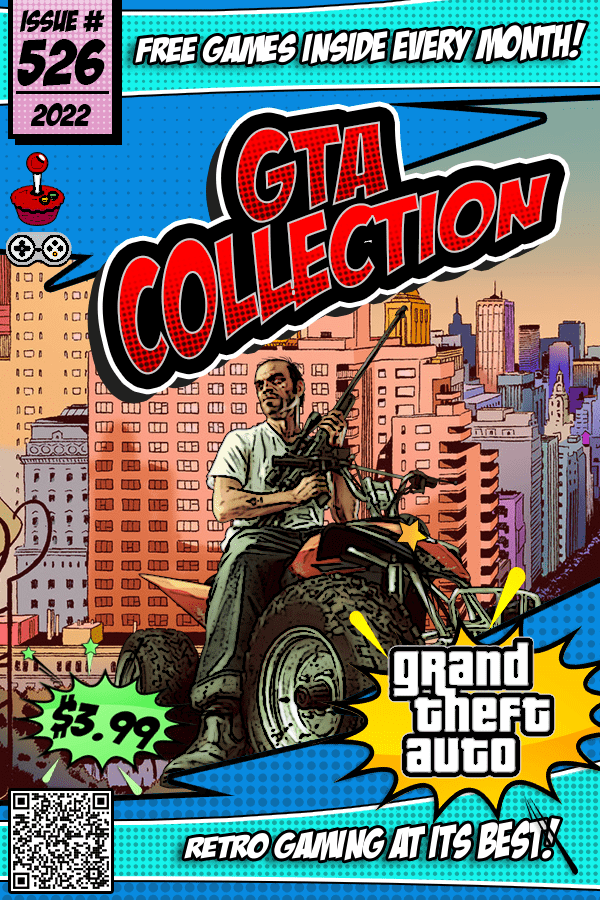 ISSUE #
526
2022
FREE GAMES INSIDE EVERY MONTH!
GTA
COLLECTION
$3.99
grand
theft
auto
RETRO GAMING AT ITS BEST!